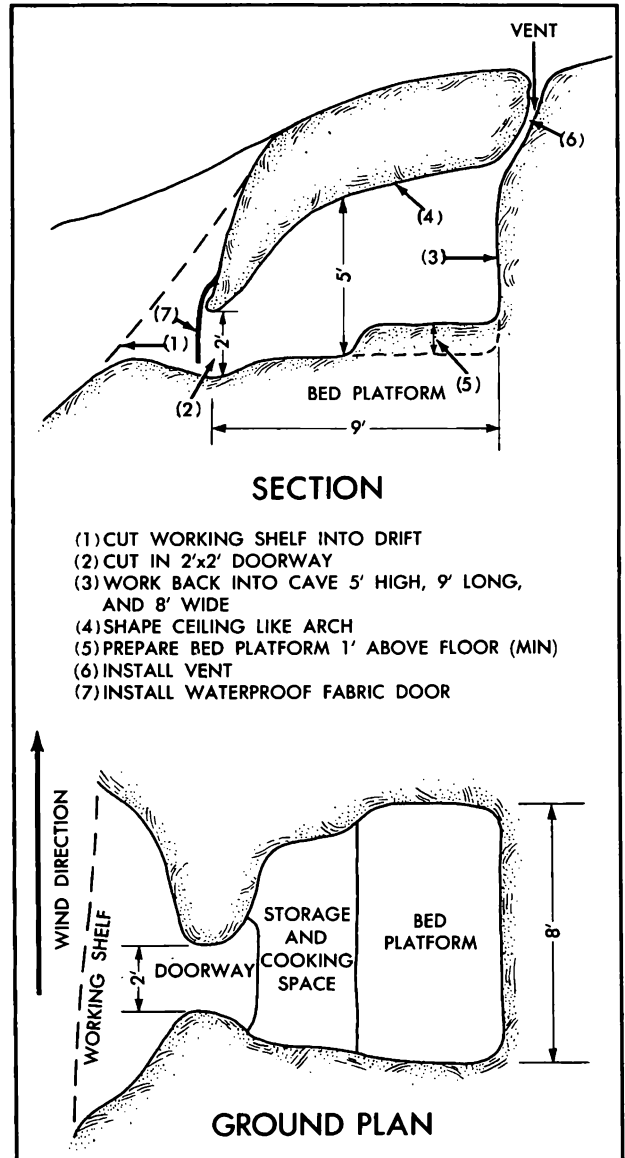 VENT
(6)
(4)
(3)
5'
(7)
(1)
2'
(2)
BED PLATFORM
(5)
9'
SECTION
(1) CUT WORKING SHELF INTO DRIFT
(2) CUT IN 2'x2' DOORWAY
(3) WORK BACK INTO CAVE 5' HIGH, 9' LONG,
AND 8' WIDE
(4) SHAPE CEILING LIKE ARCH
(5) PREPARE BED PLATFORM 1' ABOVE FLOOR (MIN)
(6) INSTALL VENT
(7) INSTALL WATERPROOF FABRIC DOOR
WIND DIRECTION
WORKING SHELF
2'
DOORWAY
STORAGE
AND
COOKING
SPACE
BED
PLATFORM
8'
GROUND PLAN